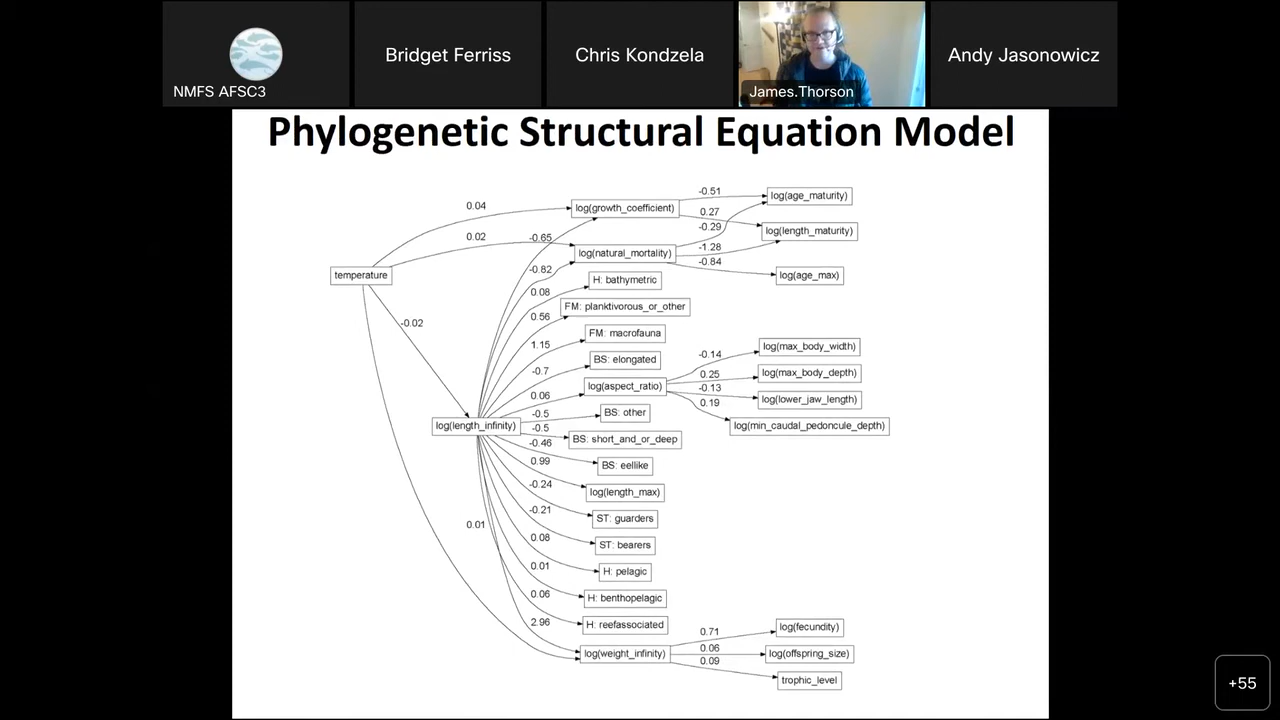 NMFS AFSC3
Bridget Ferriss
Chris Kondzela
James.Thorson
Andy Jasonowicz
Phylogenetic Structural Equation Model
-0.51
log(age_maturity)
0.04
log(growth_coefficient)
0.27
-0.29
log(length_maturity)
0.02
-0.65
-1.28
log(natural_mortality)
-0.84
temperature
-0.82
log(age_max)
H: bathymetric
0.08
FM: planktivorous_or_other
0.56
-0.02
FM: macrofauna
1.15
log(max_body_width)
-0.14
BS: elongated
-0.7
0.25
log(max_body_depth)
log(aspect_ratio)
-0.13
0.06
0.19
log(lower_jaw_length)
-0.5
BS: other
log(length_infinity)
-0.5
log(min_caudal_pedoncule_depth)
BS: short_and_or_deep
-0.46
0.99
BS: eellike
-0.24
log(length_max)
-0.21
ST: guarders
0.01
0.08
ST: bearers
0.01
H: pelagic
0.06
H: benthopelagic
2.96
H: reefassociated
0.71
log(fecundity)
0.06
log(weight_infinity)
log(offspring_size)
0.09
trophic_level
+55